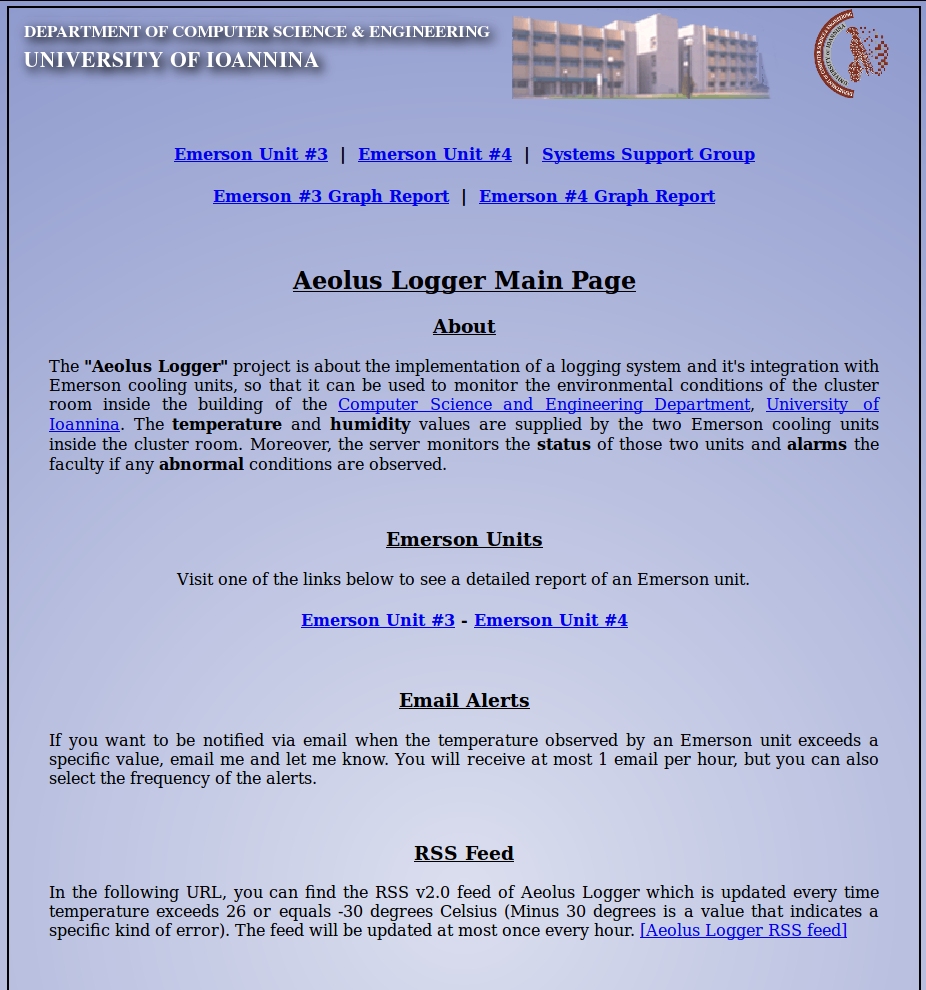 DEPARTMENT OF COMPUTER SCIENCE & ENGINEERING
UNIVERSITY OF IOANNINA
Emerson Unit #3 | Emerson Unit #4 | Systems Support Group
Emerson #3 Graph Report | Emerson #4 Graph Report
Aeolus Logger Main Page
About
The "Aeolus Logger" project is about the implementation of a logging system and it's integration with
Emerson cooling units, so that it can be used to monitor the environmental conditions of the cluster
room inside the building of the Computer Science and Engineering Department, University of
Ioannina. The temperature and humidity values are supplied by the two Emerson cooling units
inside the cluster room. Moreover, the server monitors the status of those two units and alarms the
faculty if any abnormal conditions are observed.
Emerson Units
Visit one of the links below to see a detailed report of an Emerson unit.
Emerson Unit #3 - Emerson Unit #4
Email Alerts
If you want to be notified via email when the temperature observed by an Emerson unit exceeds a
specific value, email me and let me know. You will receive at most 1 email per hour, but you can also
select the frequency of the alerts.
RSS Feed
In the following URL, you can find the RSS v2.0 feed of Aeolus Logger which is updated every time
temperature exceeds 26 or equals -30 degrees Celsius (Minus 30 degrees is a value that indicates a
specific kind of error). The feed will be updated at most once every hour. [Aeolus Logger RSS feed]